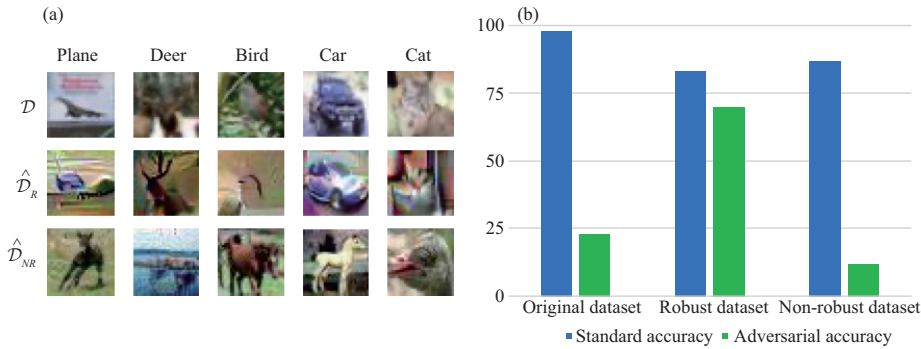 (a)
Plane Deer Bird Car Cat
𝒟
𝒟̂_R
𝒟̂_NR
(b)
100
75
50
25
0
Original dataset Robust dataset Non-robust dataset
Standard accuracy Adversarial accuracy